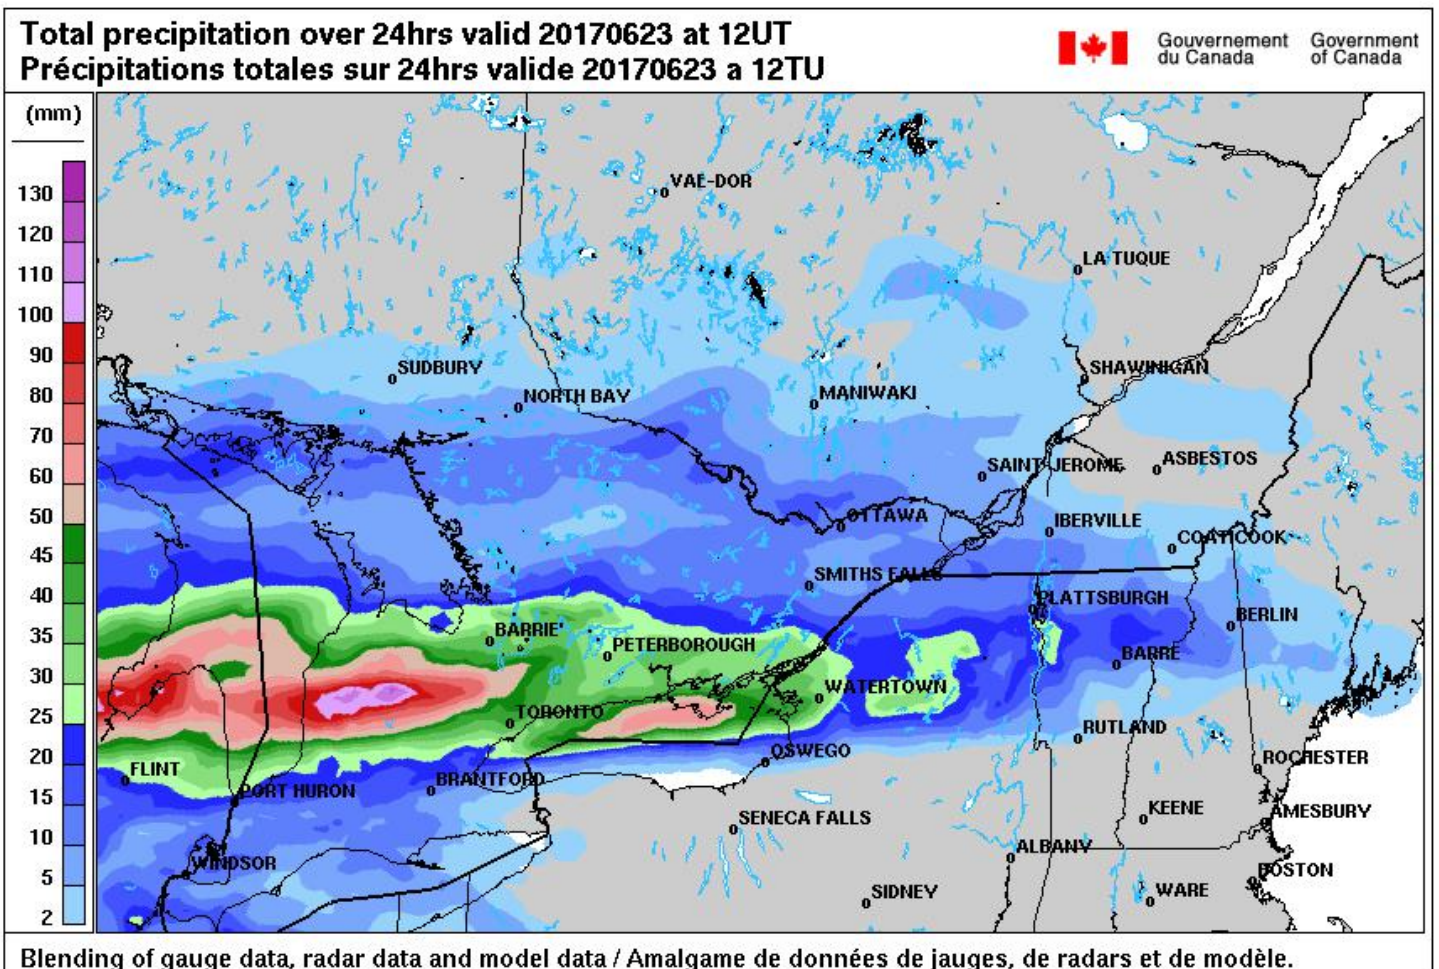 Total precipitation over 24hrs valid 20170623 at 12UT
Précipitations totales sur 24hrs valide 20170623 a 12TU
Gouvernement du Canada
Government of Canada
(mm)
130
120
110
100
90
80
70
60
50
45
40
35
30
25
20
15
10
5
2
VAL-DOR
LA TUQUE
SUDBURY
SHAWINIGAN
NORTH BAY
MANIWAKI
SAINT-JEROME
ASBESTOS
OTTAWA
IBERVILLE
COATICOOK
SMITHS FALLS
PLATTSBURGH
BERLIN
BARRIE
PETERBOROUGH
BARRE
WATERTOWN
TORONTO
RUTLAND
OSWEGO
ROCHESTER
FLINT
BRANTFORD
PORT HURON
KEENE
AMESBURY
SENECA FALLS
ALBANY
WINDSOR
BOSTON
SIDNEY
WARE
Blending of gauge data, radar data and model data / Amalgame de données de jauges, de radars et de modèle.